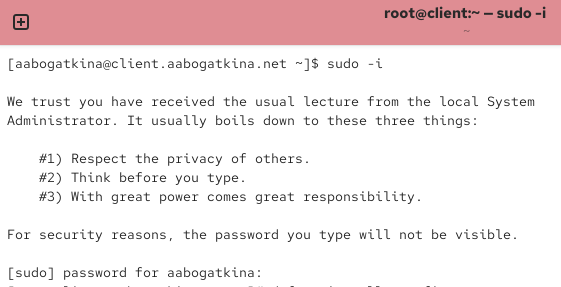 root@client:~ — sudo -i
~
[aabogatkina@client.aabogatkina.net ~]$ sudo -i
We trust you have received the usual lecture from the local System
Administrator. It usually boils down to these three things:
#1) Respect the privacy of others.
#2) Think before you type.
#3) With great power comes great responsibility.
For security reasons, the password you type will not be visible.
[sudo] password for aabogatkina: